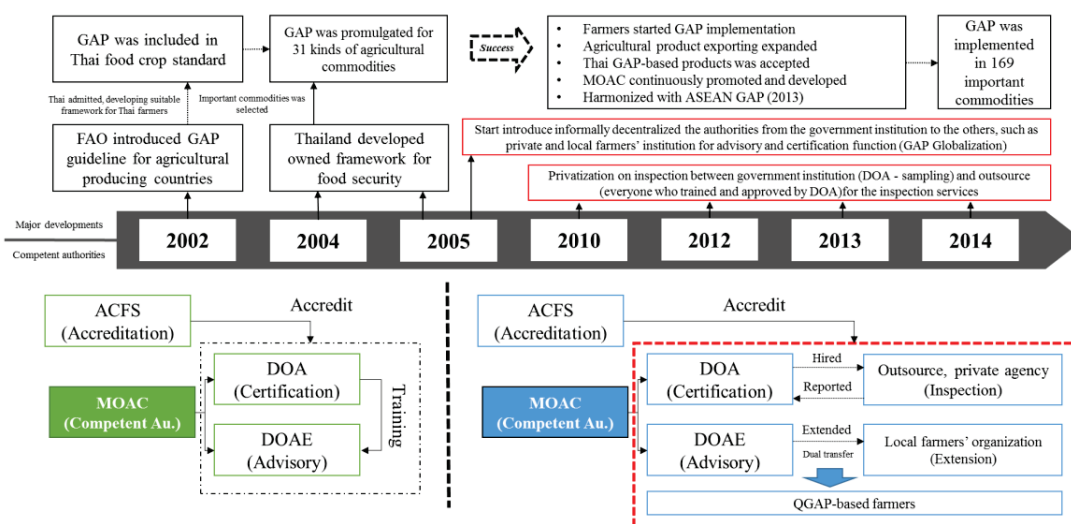 GAP was included in
Thai food crop standard
GAP was promulgated for
31 kinds of agricultural
commodities
Success
• Farmers started GAP implementation
• Agricultural product exporting expanded
• Thai GAP-based products was accepted
• MOAC continuously promoted and developed
• Harmonized with ASEAN GAP (2013)
GAP was
implemented
in 169
important
commodities
Thai admitted, developing suitable
framework for Thai farmers
Important commodities was
selected
FAO introduced GAP
guideline for agricultural
producing countries
Thailand developed
owned framework for
food security
Start introduce informally decentralized the authorities from the government institution to the others, such as
private and local farmers' institution for advisory and certification function (GAP Globalization)
Privatization on inspection between government institution (DOA - sampling) and outsource
(everyone who trained and approved by DOA)for the inspection services
Major developments
Competent authorities
2002
2004
2005
2010
2012
2013
2014
ACFS
(Accreditation)
Accredit
MOAC
(Competent Au.)
DOA
(Certification)
DOAE
(Advisory)
Training
ACFS
(Accreditation)
Accredit
MOAC
(Competent Au.)
DOA
(Certification)
Hired
Reported
Outsource, private agency
(Inspection)
DOAE
(Advisory)
Extended
Dual transfer
Local farmers' organization
(Extension)
QGAP-based farmers